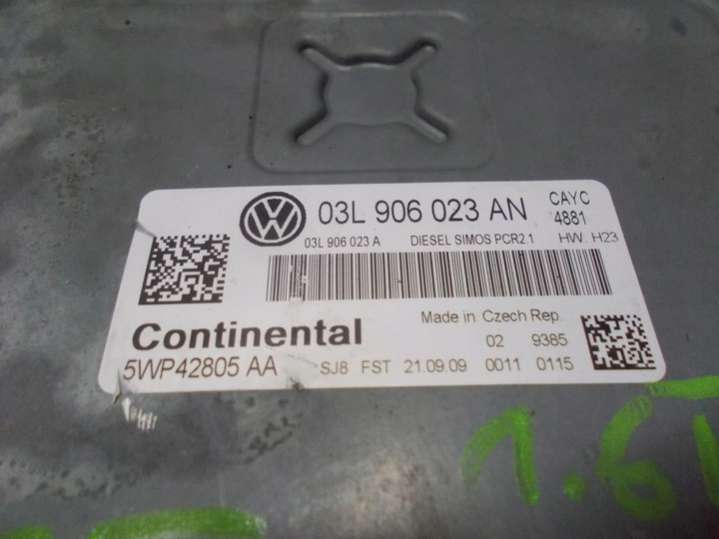 VW 03L 906 023 AN CAYC
4881
03L 906 023 A DIESEL SIMOS PCR2.1 HW H23
Continental Made in Czech Rep.
02 9385
5WP42805 AA SJ8 FST 21.09.09 0011 0115
1.6